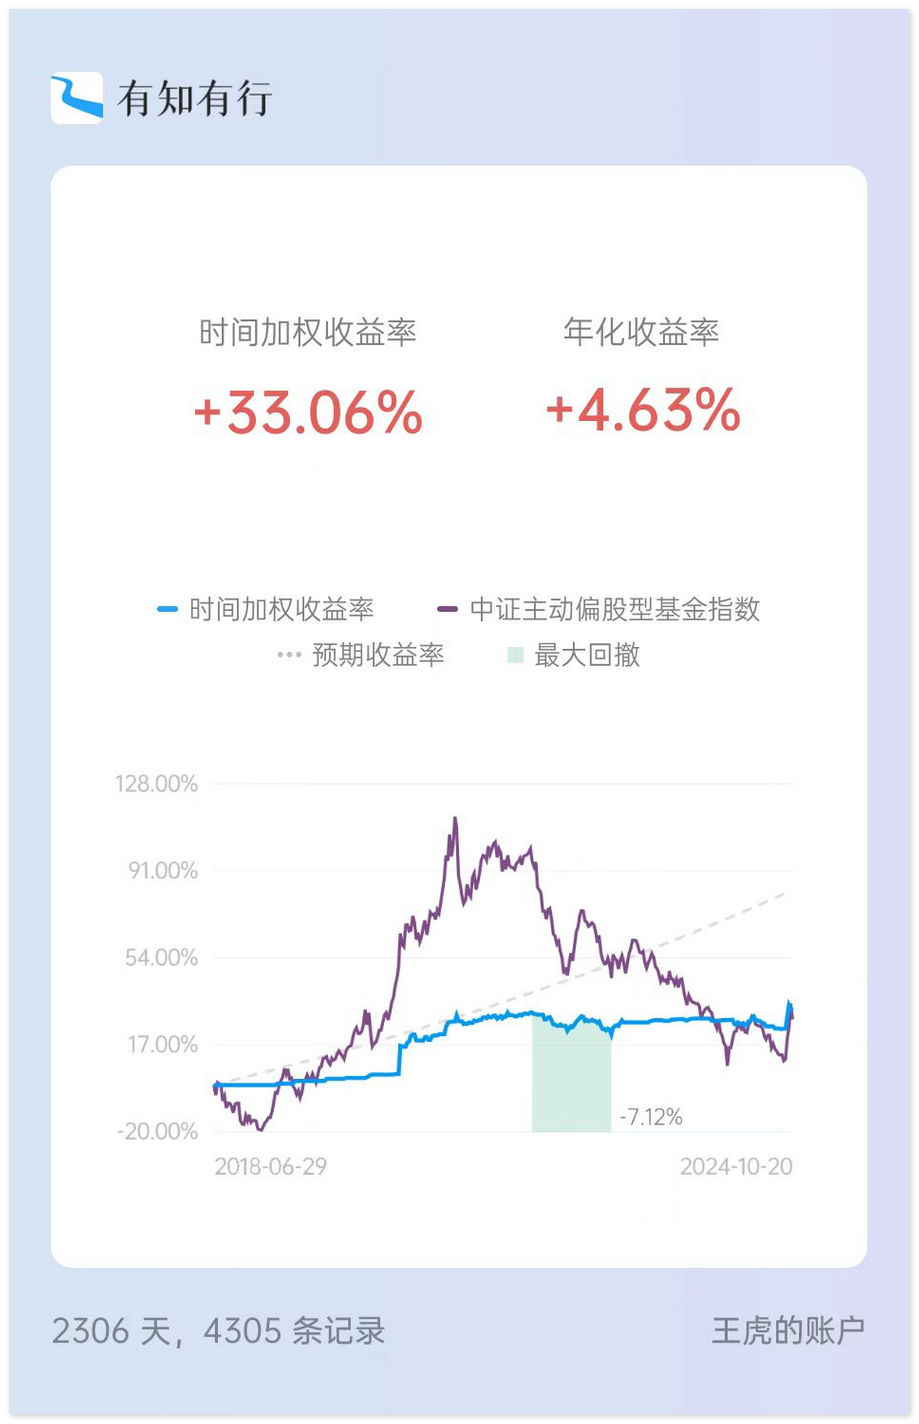 有知有行
时间加权收益率 年化收益率
+33.06% +4.63%
时间加权收益率 中证主动偏股型基金指数
预期收益率 最大回撤
128.00%
91.00%
54.00%
17.00%
-7.12%
-20.00%
2018-06-29 2024-10-20
2306 天，4305 条记录 王虎的账户